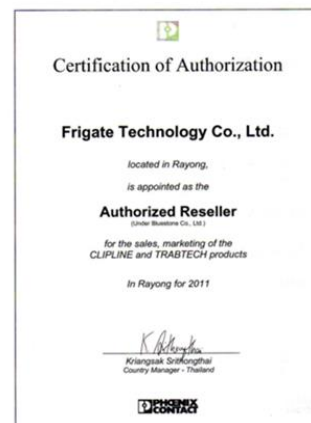 Certification of Authorization
Frigate Technology Co., Ltd.
located in Rayong,
is appointed as the
Authorized Reseller
(Under Bluestone Co., Ltd.)
for the sales, marketing of the
CLIPLINE and TRABTECH products
In Rayong for 2011
Kriangsak Srithongthai
Country Manager - Thailand
PHŒNIX
CONTACT